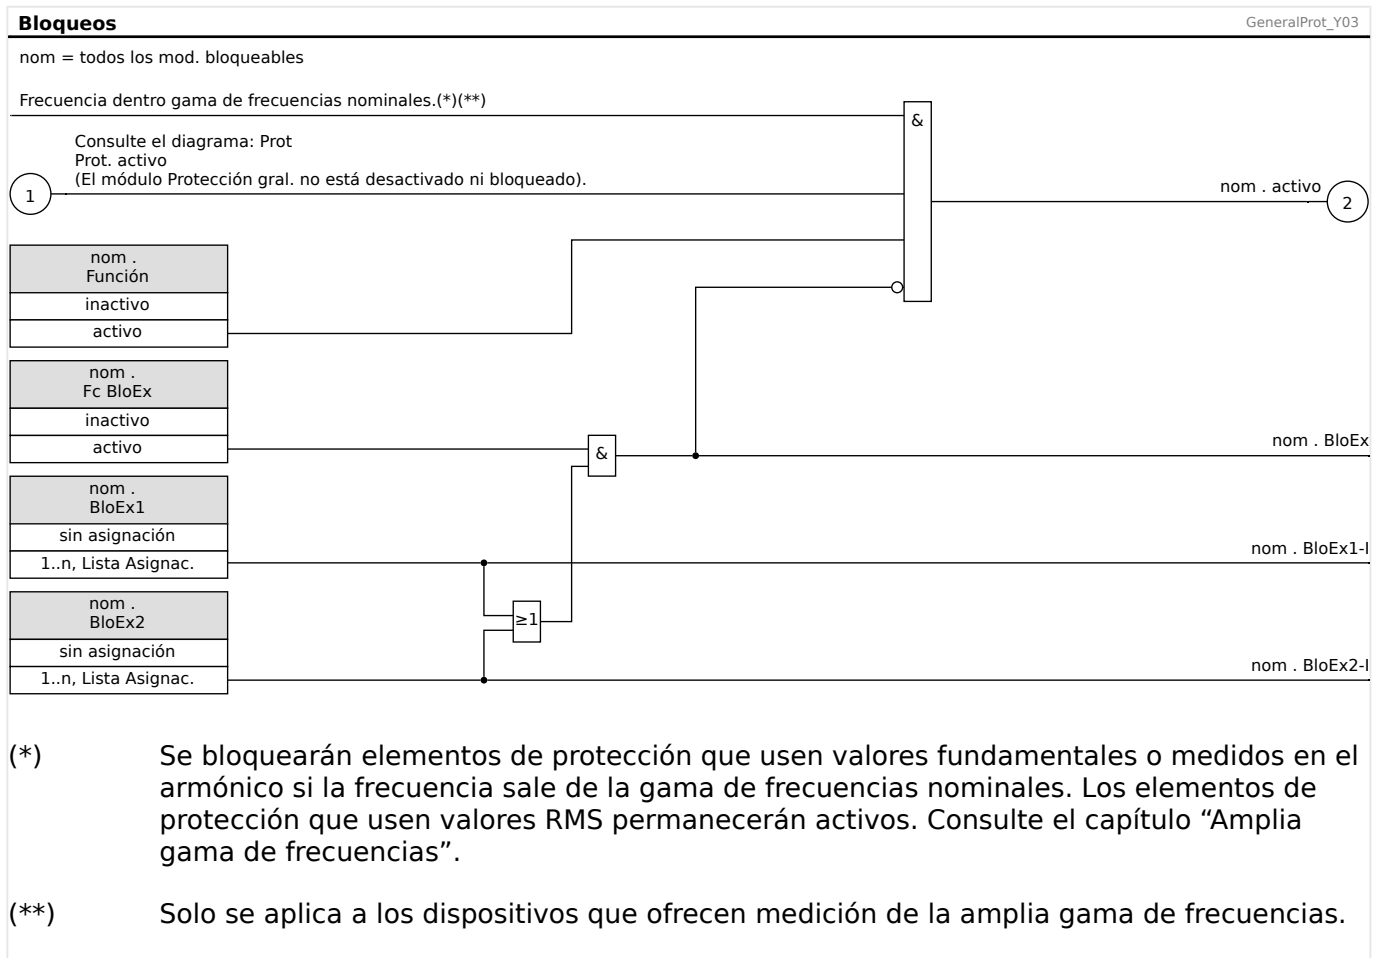 Bloqueos
GeneralProt_Y03
nom = todos los mod. bloqueables
Frecuencia dentro gama de frecuencias nominales.(*)(**)
&
Consulte el diagrama: Prot
Prot. activo
(El módulo Protección gral. no está desactivado ni bloqueado).
1
nom . activo
2
nom .
Función
inactivo
activo
nom .
Fc BloEx
inactivo
activo
&
nom . BloEx
nom .
BloEx1
sin asignación
1..n, Lista Asignac.
nom . BloEx1-I
nom .
BloEx2
≥1
sin asignación
1..n, Lista Asignac.
nom . BloEx2-I
(*) Se bloquearán elementos de protección que usen valores fundamentales o medidos en el
armónico si la frecuencia sale de la gama de frecuencias nominales. Los elementos de
protección que usen valores RMS permanecerán activos. Consulte el capítulo “Amplia
gama de frecuencias”.
(**) Solo se aplica a los dispositivos que ofrecen medición de la amplia gama de frecuencias.